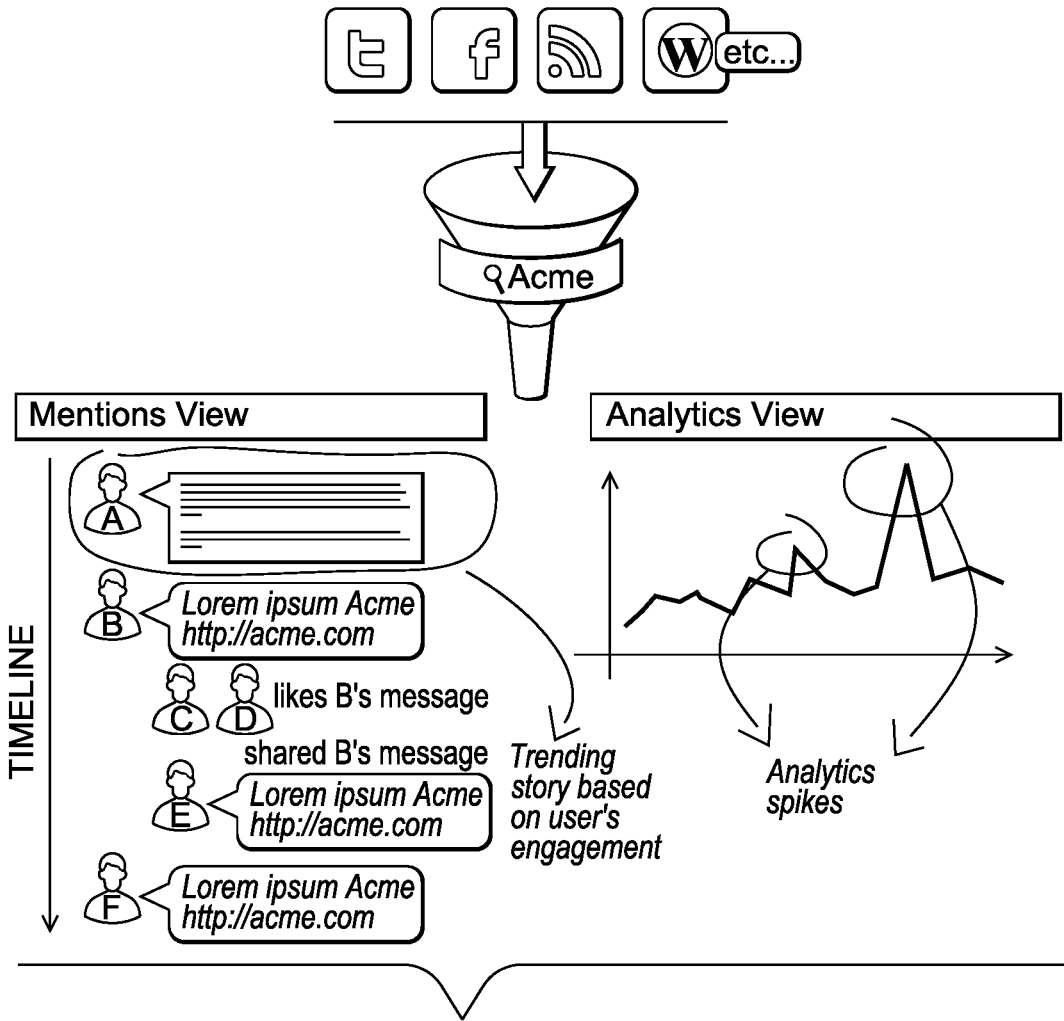 t f W etc...
Acme
Mentions View
TIMELINE
A
B
Lorem ipsum Acme
http://acme.com
C D likes B's message
shared B's message
E
Lorem ipsum Acme
http://acme.com
F
Lorem ipsum Acme
http://acme.com
Trending
story based
on user's
engagement
Analytics View
Analytics
spikes